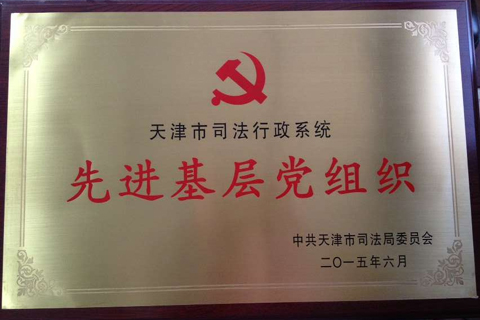 天津市司法行政系统
先进基层党组织
中共天津市司法局委员会
二〇一五年六月